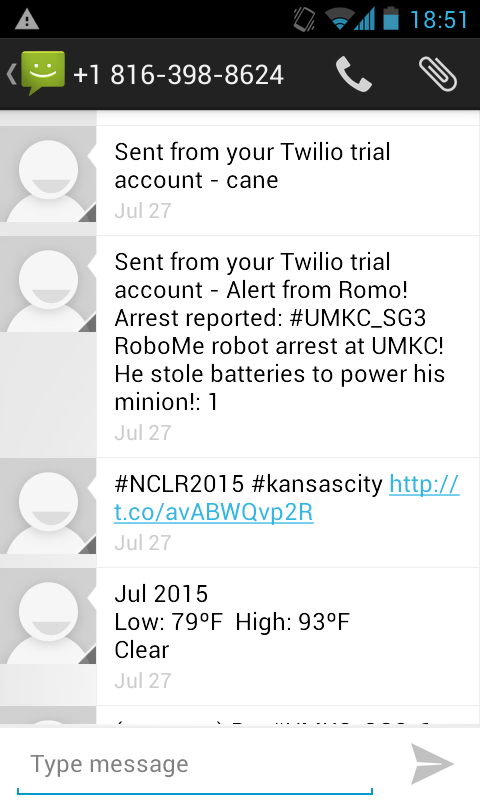 18:51
+1 816-398-8624
Sent from your Twilio trial
account - cane
Jul 27
Sent from your Twilio trial
account - Alert from Romo!
Arrest reported: #UMKC_SG3
RoboMe robot arrest at UMKC!
He stole batteries to power his
minion!: 1
Jul 27
#NCLR2015 #kansascity http://
t.co/avABWQvp2R
Jul 27
Jul 2015
Low: 79ºF  High: 93ºF
Clear
Jul 27
Type message